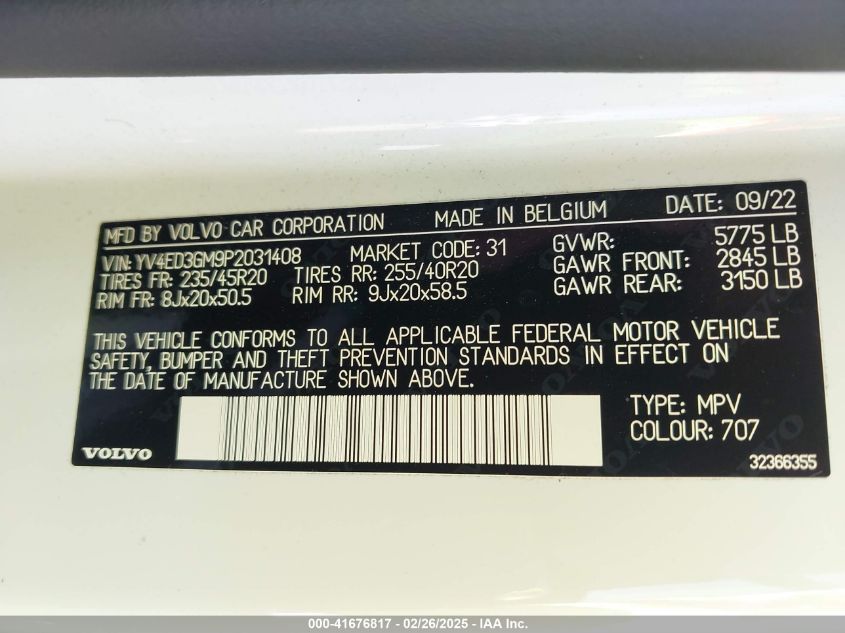 MFD BY VOLVO CAR CORPORATION MADE IN BELGIUM DATE: 09/22
VIN: YV4ED3GM9P2031408 MARKET CODE: 31 GVWR: 5775 LB
TIRES FR: 235/45R20 TIRES RR: 255/40R20 GAWR FRONT: 2845 LB
RIM FR: 8Jx20x50.5 RIM RR: 9Jx20x58.5 GAWR REAR: 3150 LB
THIS VEHICLE CONFORMS TO ALL APPLICABLE FEDERAL MOTOR VEHICLE
SAFETY, BUMPER AND THEFT PREVENTION STANDARDS IN EFFECT ON
THE DATE OF MANUFACTURE SHOWN ABOVE.
TYPE: MPV
COLOUR: 707
VOLVO 32366355
000-41676817 - 02/26/2025 - IAA Inc.